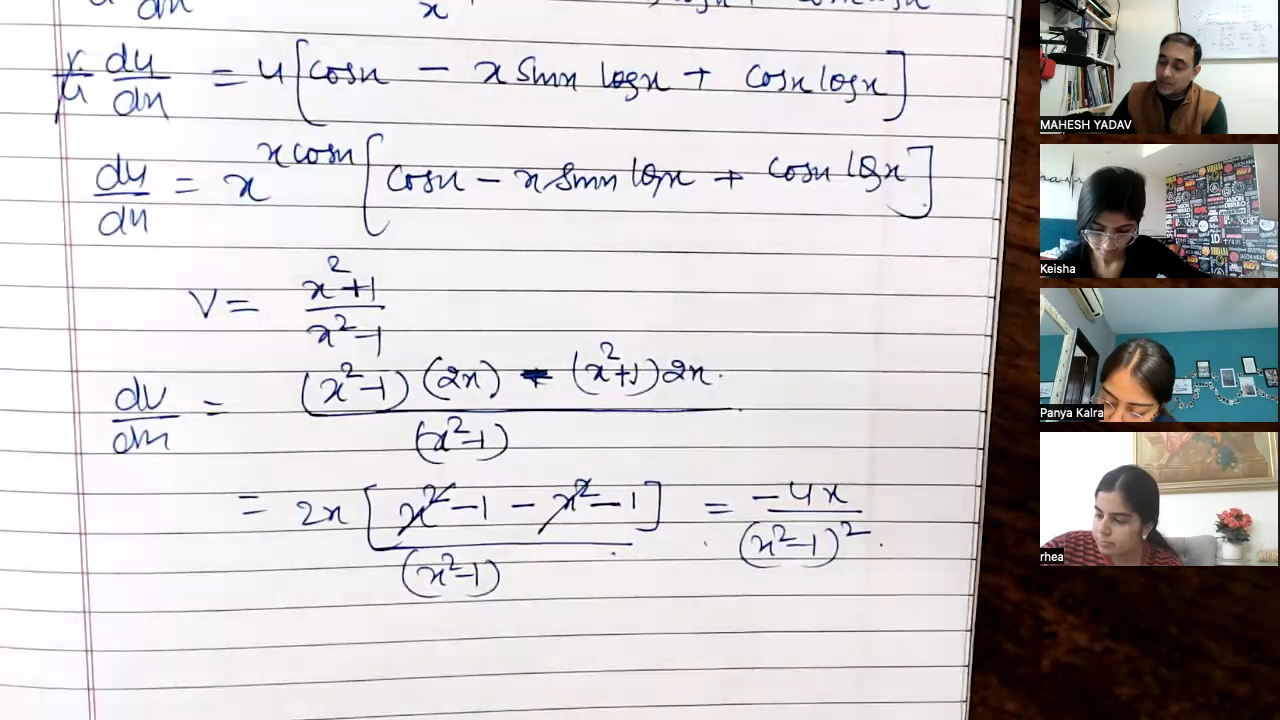 1/u du/dx = u[cosx - x sinx logx + cosx logx]
du/dx = x^xcosx [cosx - x sinx logx + cosx logx]
V = x²+1 / x²-1
dv/dx = (x²-1)(2x) - (x²+1)2x. / (x²-1)
= 2x[x²-1 - x²-1] / (x²-1) = -4x / (x²-1)².
MAHESH YADAV
Keisha
Panya Kalra
rhea